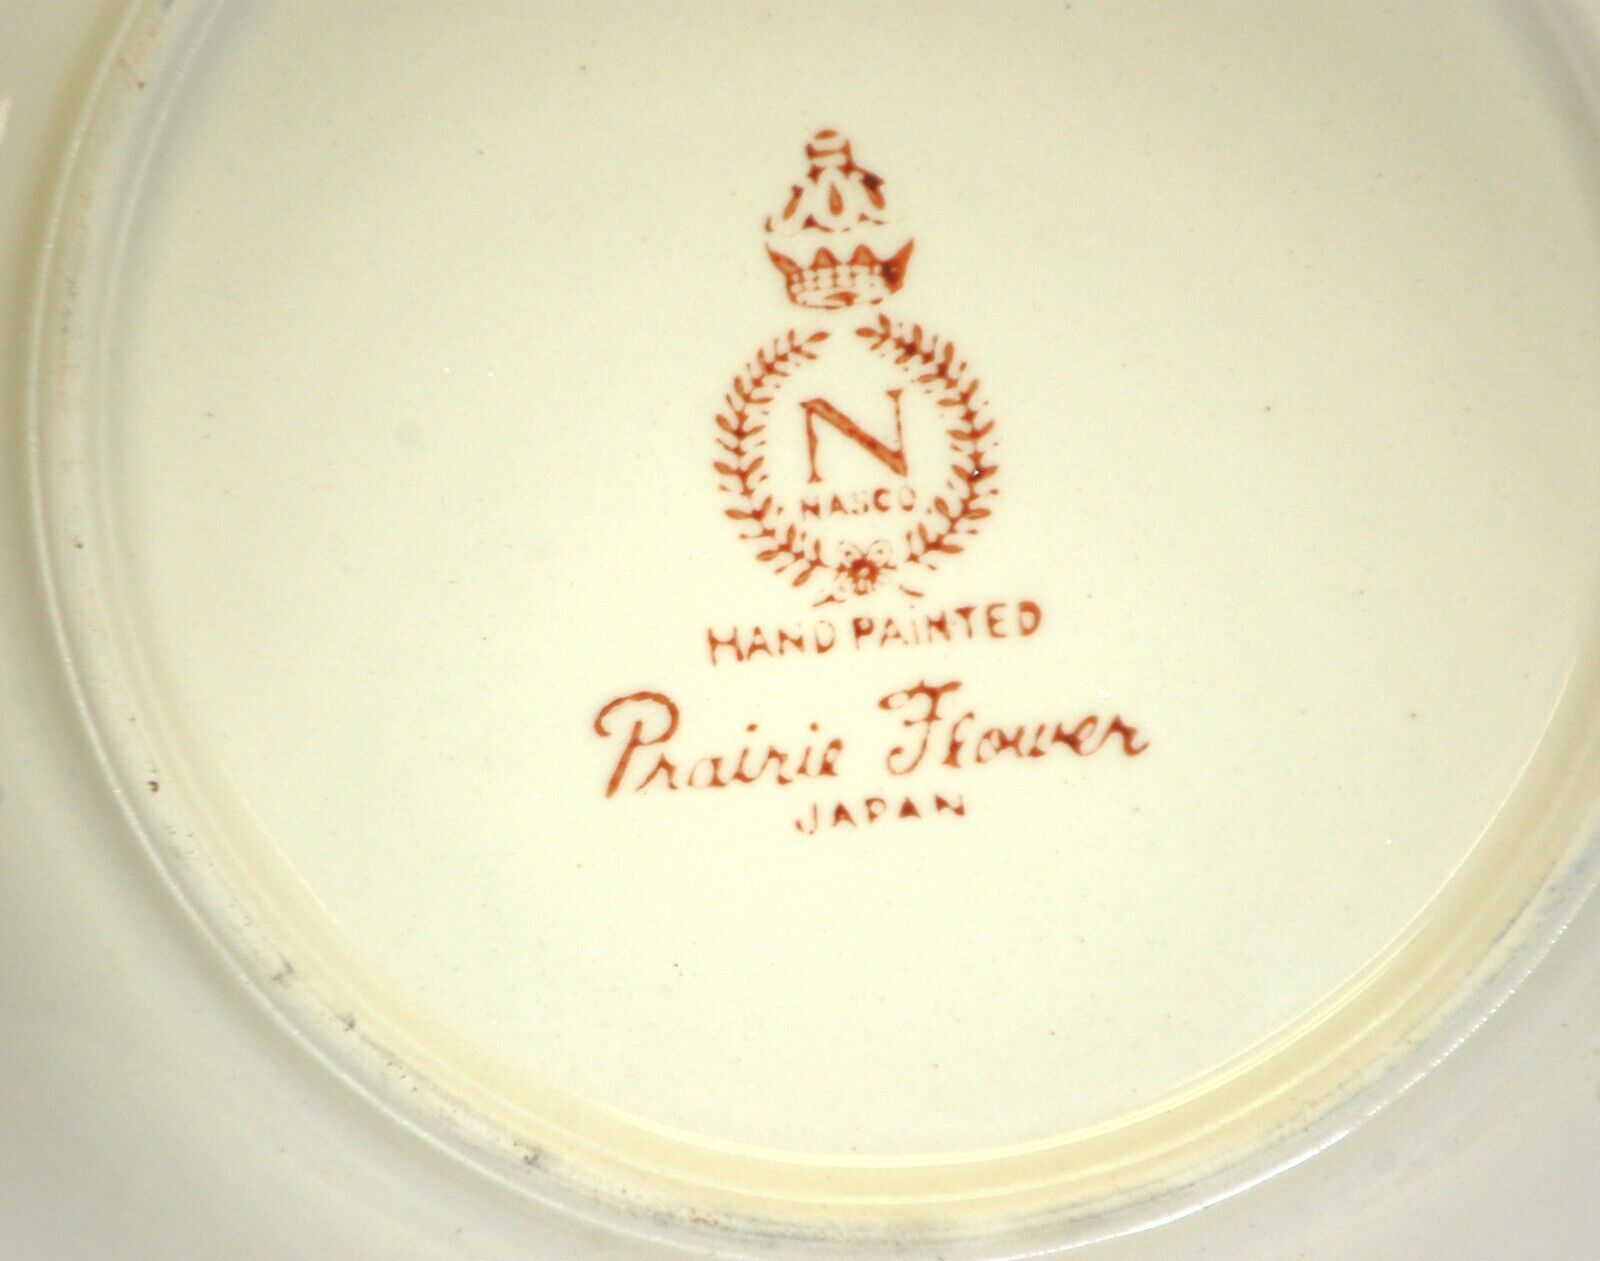 N
NASCO
HAND PAINTED
Prairie Flower
JAPAN